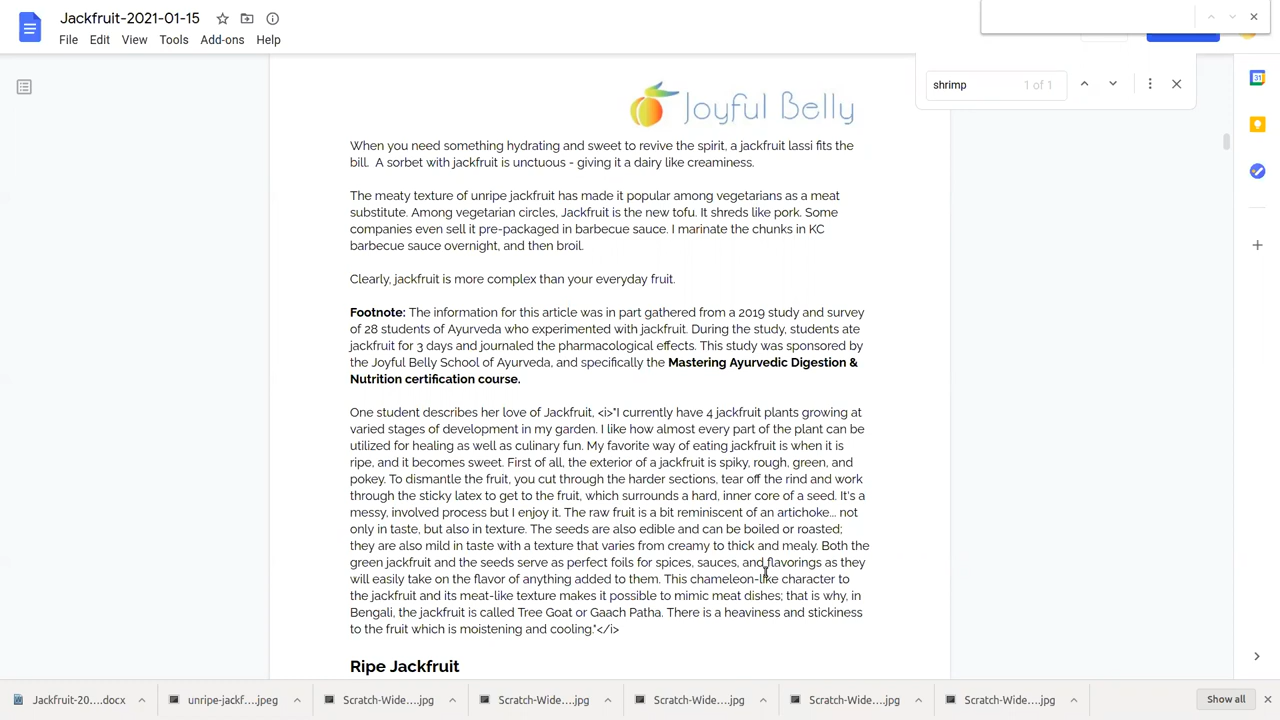 Jackfruit-2021-01-15
File Edit View Tools Add-ons Help
shrimp 1 of 1
31
Joyful Belly
When you need something hydrating and sweet to revive the spirit, a jackfruit lassi fits the
bill.  A sorbet with jackfruit is unctuous - giving it a dairy like creaminess.
The meaty texture of unripe jackfruit has made it popular among vegetarians as a meat
substitute. Among vegetarian circles, Jackfruit is the new tofu. It shreds like pork. Some
companies even sell it pre-packaged in barbecue sauce. I marinate the chunks in KC
barbecue sauce overnight, and then broil.
Clearly, jackfruit is more complex than your everyday fruit.
Footnote: The information for this article was in part gathered from a 2019 study and survey
of 28 students of Ayurveda who experimented with jackfruit. During the study, students ate
jackfruit for 3 days and journaled the pharmacological effects. This study was sponsored by
the Joyful Belly School of Ayurveda, and specifically the Mastering Ayurvedic Digestion &
Nutrition certification course.
One student describes her love of Jackfruit, <i>"I currently have 4 jackfruit plants growing at
varied stages of development in my garden. I like how almost every part of the plant can be
utilized for healing as well as culinary fun. My favorite way of eating jackfruit is when it is
ripe, and it becomes sweet. First of all, the exterior of a jackfruit is spiky, rough, green, and
pokey. To dismantle the fruit, you cut through the harder sections, tear off the rind and work
through the sticky latex to get to the fruit, which surrounds a hard, inner core of a seed. It's a
messy, involved process but I enjoy it. The raw fruit is a bit reminiscent of an artichoke... not
only in taste, but also in texture. The seeds are also edible and can be boiled or roasted;
they are also mild in taste with a texture that varies from creamy to thick and mealy. Both the
green jackfruit and the seeds serve as perfect foils for spices, sauces, and flavorings as they
will easily take on the flavor of anything added to them. This chameleon-like character to
the jackfruit and its meat-like texture makes it possible to mimic meat dishes; that is why, in
Bengali, the jackfruit is called Tree Goat or Gaach Patha. There is a heaviness and stickiness
to the fruit which is moistening and cooling."</i>
Ripe Jackfruit
Jackfruit-20....docx unripe-jackf....jpeg Scratch-Wide....jpg Scratch-Wide....jpg Scratch-Wide....jpg Scratch-Wide....jpg Scratch-Wide....jpg Show all